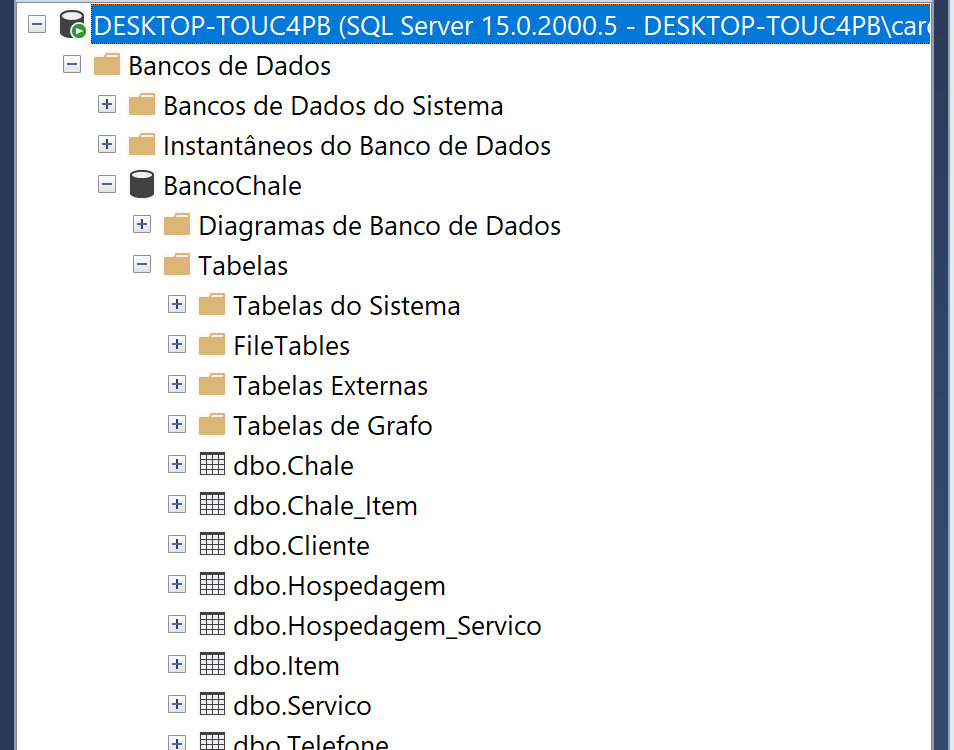 DESKTOP-TOUC4PB (SQL Server 15.0.2000.5 - DESKTOP-TOUC4PB\caro
Bancos de Dados
Bancos de Dados do Sistema
Instantâneos do Banco de Dados
BancoChale
Diagramas de Banco de Dados
Tabelas
Tabelas do Sistema
FileTables
Tabelas Externas
Tabelas de Grafo
dbo.Chale
dbo.Chale_Item
dbo.Cliente
dbo.Hospedagem
dbo.Hospedagem_Servico
dbo.Item
dbo.Servico
dbo.Telefone